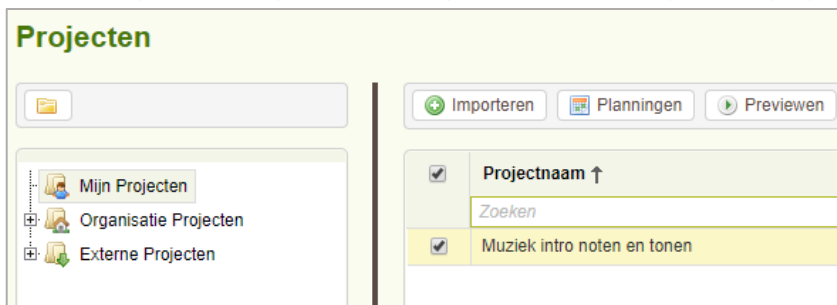 Projecten
Importeren Planningen Previewen
Mijn Projecten
Organisatie Projecten
Externe Projecten
Projectnaam ↑
Zoeken
Muziek intro noten en tonen